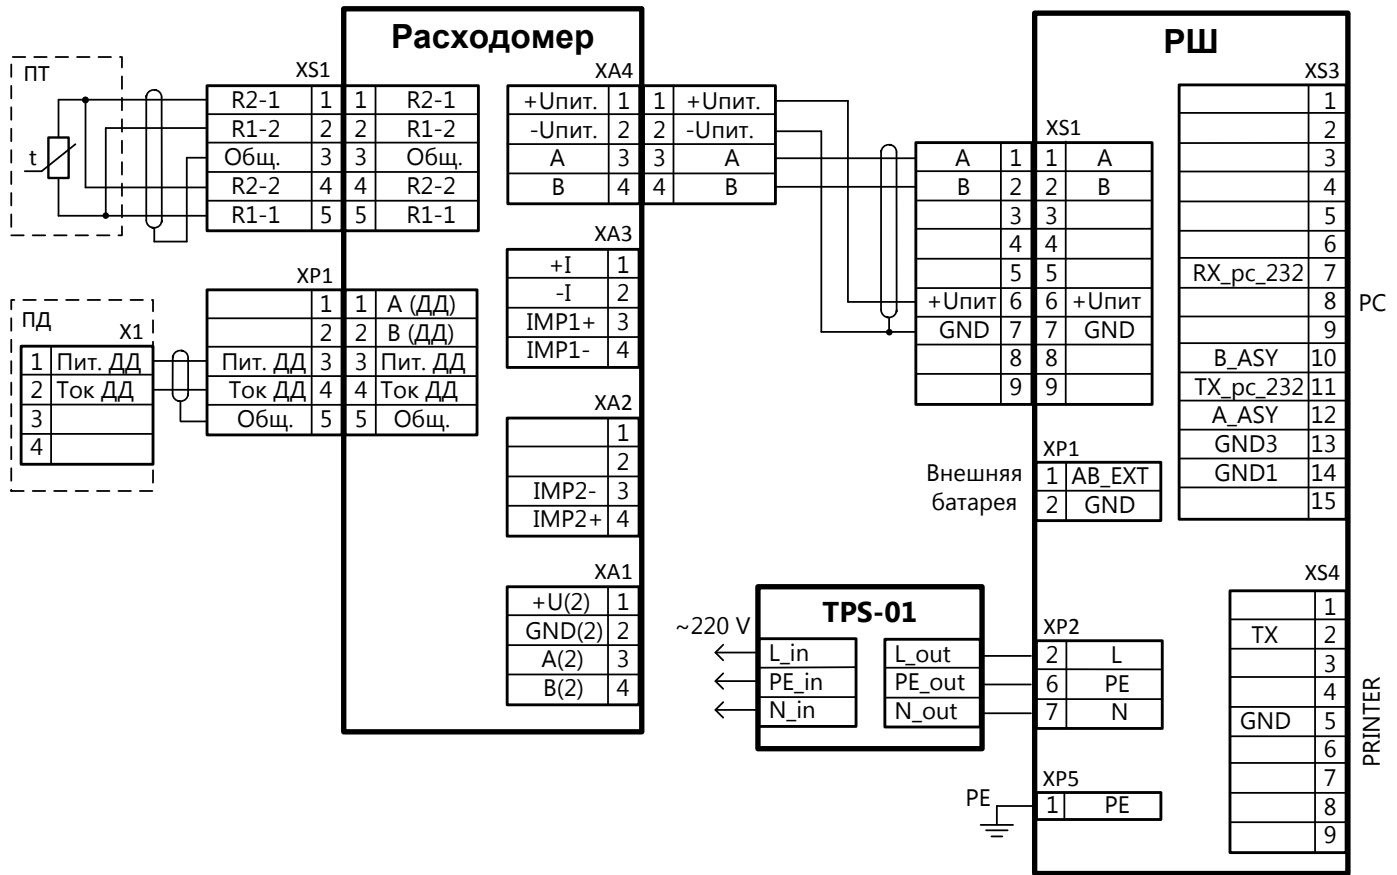 Расходомер
РШ
ПТ
t
XS1
R2-1 1 1 R2-1
R1-2 2 2 R1-2
Общ. 3 3 Общ.
R2-2 4 4 R2-2
R1-1 5 5 R1-1
XA4
+Uпит. 1 1 +Uпит.
-Uпит. 2 2 -Uпит.
A 3 3 A
B 4 4 B
XA3
+I 1
-I 2
IMP1+ 3
IMP1- 4
XP1
1 1 A (ДД)
2 2 B (ДД)
Пит. ДД 3 3 Пит. ДД
Ток ДД 4 4 Ток ДД
Общ. 5 5 Общ.
ПД
X1
1 Пит. ДД
2 Ток ДД
3
4
XA2
1
2
IMP2- 3
IMP2+ 4
XA1
+U(2) 1
GND(2) 2
A(2) 3
B(2) 4
XS1
A 1 1 A
B 2 2 B
3 3
4 4
5 5
+Uпит 6 6 +Uпит
GND 7 7 GND
8 8
9 9
Внешняя
батарея
XP1
1 AB_EXT
2 GND
TPS-01
~220 V
L_in L_out
PE_in PE_out
N_in N_out
XP2
2 L
6 PE
7 N
XP5
PE 1 PE
XS3
1
2
3
4
5
6
RX_pc_232 7
8
9
B_ASY 10
TX_pc_232 11
A_ASY 12
GND3 13
GND1 14
15
PC
XS4
1
TX 2
3
4
GND 5
6
7
8
9
PRINTER